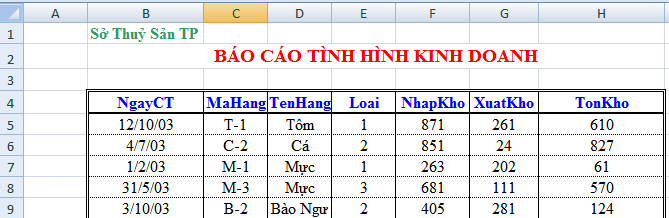 A B C D E F G H
1 Sở Thuỷ Sản TP
2 BÁO CÁO TÌNH HÌNH KINH DOANH
3
4 NgayCT MaHang TenHang Loai NhapKho XuatKho TonKho
5 12/10/03 T-1 Tôm 1 871 261 610
6 4/7/03 C-2 Cá 2 851 24 827
7 1/2/03 M-1 Mực 1 263 202 61
8 31/5/03 M-3 Mực 3 681 111 570
9 3/10/03 B-2 Bào Ngư 2 405 281 124